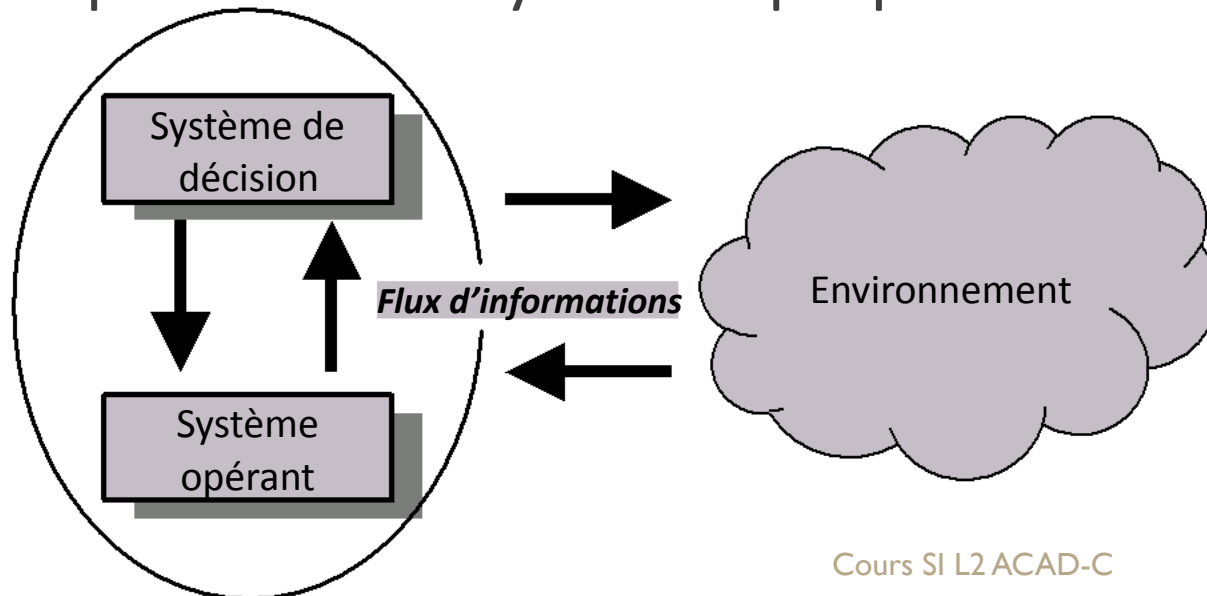 Système de
décision
Flux d’informations
Environnement
Système
opérant
Cours SI L2 ACAD-C